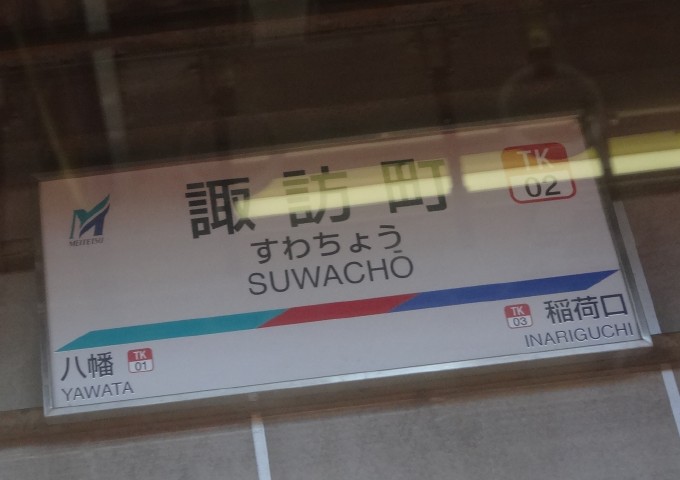 MEITETSU
諏訪町
TK
02
すわちょう
SUWACHŌ
八幡
TK
01
YAWATA
TK
03
稲荷口
INARIGUCHI